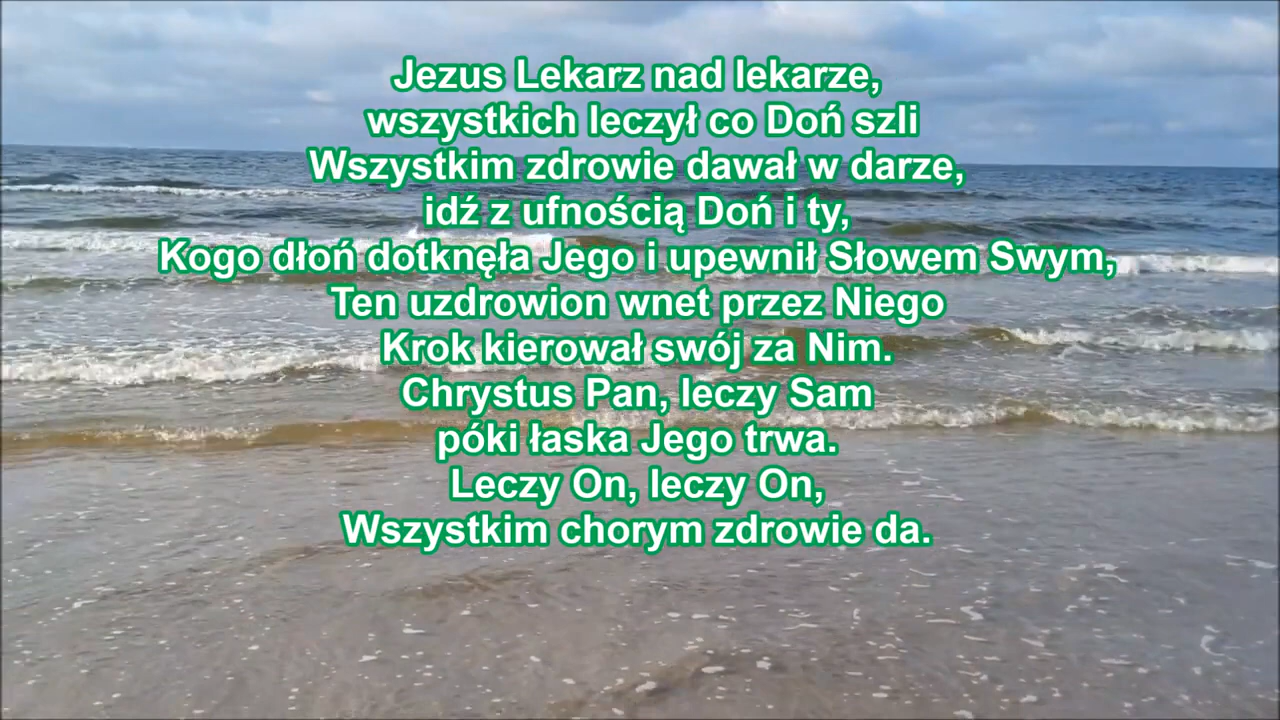 Jezus Lekarz nad lekarze,
wszystkich leczył co Doń szli
Wszystkim zdrowie dawał w darze,
idź z ufnością Doń i ty,
Kogo dłoń dotknęła Jego i upewnił Słowem Swym,
Ten uzdrowion wnet przez Niego
Krok kierował swój za Nim.
Chrystus Pan, leczy Sam
póki łaska Jego trwa.
Leczy On, leczy On,
Wszystkim chorym zdrowie da.